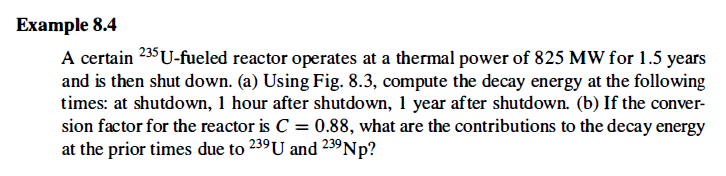 Example 8.4
A certain ²³⁵U-fueled reactor operates at a thermal power of 825 MW for 1.5 years
and is then shut down. (a) Using Fig. 8.3, compute the decay energy at the following
times: at shutdown, 1 hour after shutdown, 1 year after shutdown. (b) If the conver-
sion factor for the reactor is C = 0.88, what are the contributions to the decay energy
at the prior times due to ²³⁹U and ²³⁹Np?